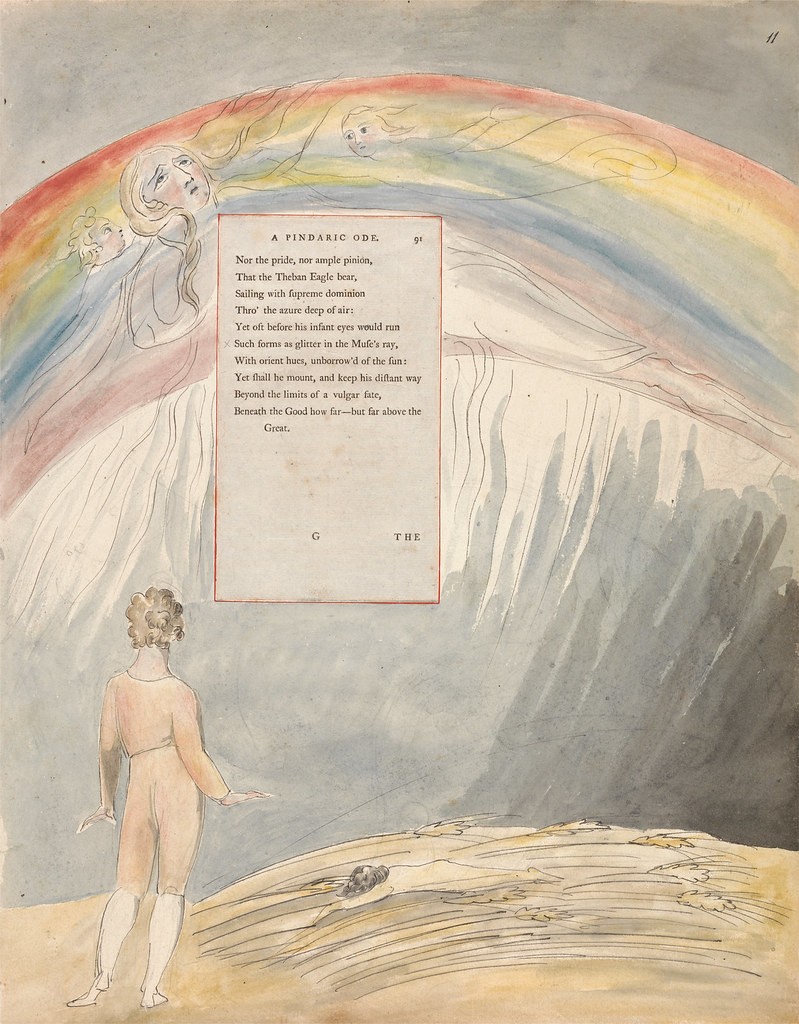 11
A PINDARIC ODE. 91
Nor the pride, nor ample pinion,
That the Theban Eagle bear,
Sailing with ſupreme dominion
Thro' the azure deep of air:
Yet oft before his infant eyes would run
Such forms as glitter in the Muſe's ray,
With orient hues, unborrow'd of the ſun:
Yet ſhall he mount, and keep his diſtant way
Beyond the limits of a vulgar fate,
Beneath the Good how far—but far above the
Great.
G THE